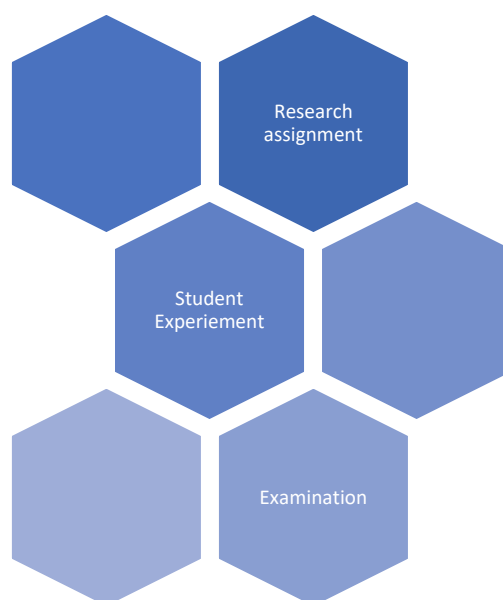 Research
assignment
Student
Experiement
Examination